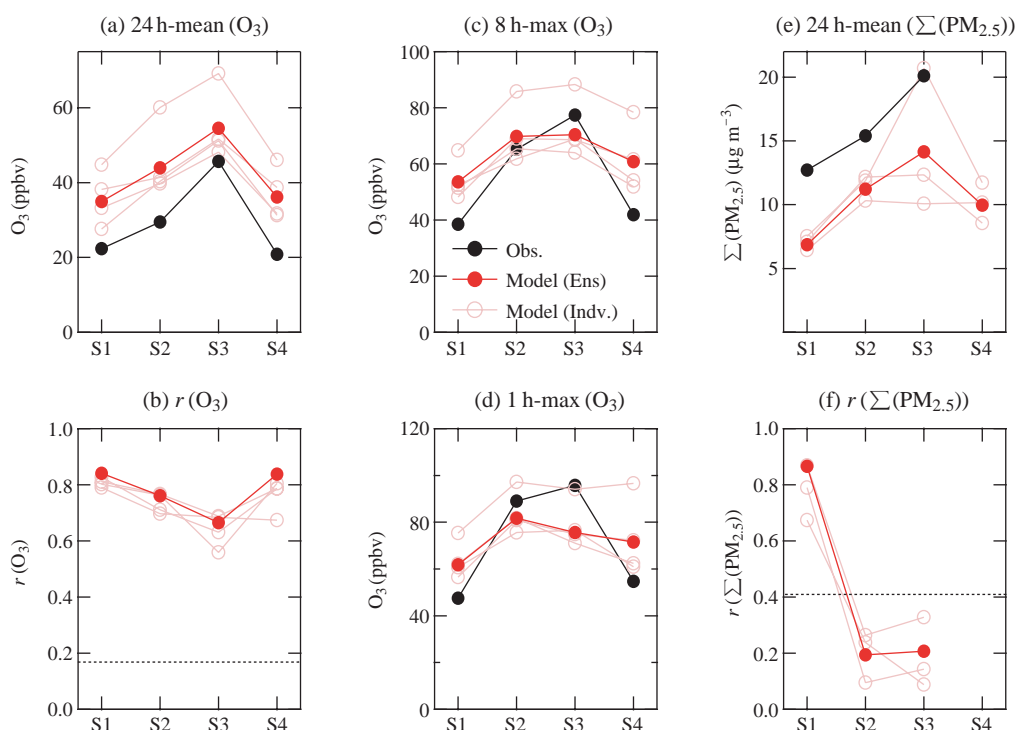 (a) 24 h-mean (O₃)
O₃ (ppbv)
60
40
20
0
S1 S2 S3 S4
(c) 8 h-max (O₃)
O₃ (ppbv)
100
80
60
40
20
0
Obs.
Model (Ens)
Model (Indv.)
S1 S2 S3 S4
(e) 24 h-mean (∑(PM₂.₅))
∑(PM₂.₅) (µg m⁻³)
20
15
10
5
S1 S2 S3 S4
(b) r (O₃)
r (O₃)
1.0
0.8
0.6
0.4
0.2
0.0
S1 S2 S3 S4
(d) 1 h-max (O₃)
O₃ (ppbv)
120
80
40
0
S1 S2 S3 S4
(f) r (∑(PM₂.₅))
r (∑(PM₂.₅))
1.0
0.8
0.6
0.4
0.2
0.0
S1 S2 S3 S4